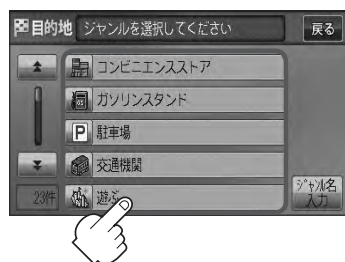 目的地 ジャンルを選択してください 戻る
コンビニエンスストア
ガソリンスタンド
P 駐車場
交通機関
23件 遊ぶ
ジャンル名
入力